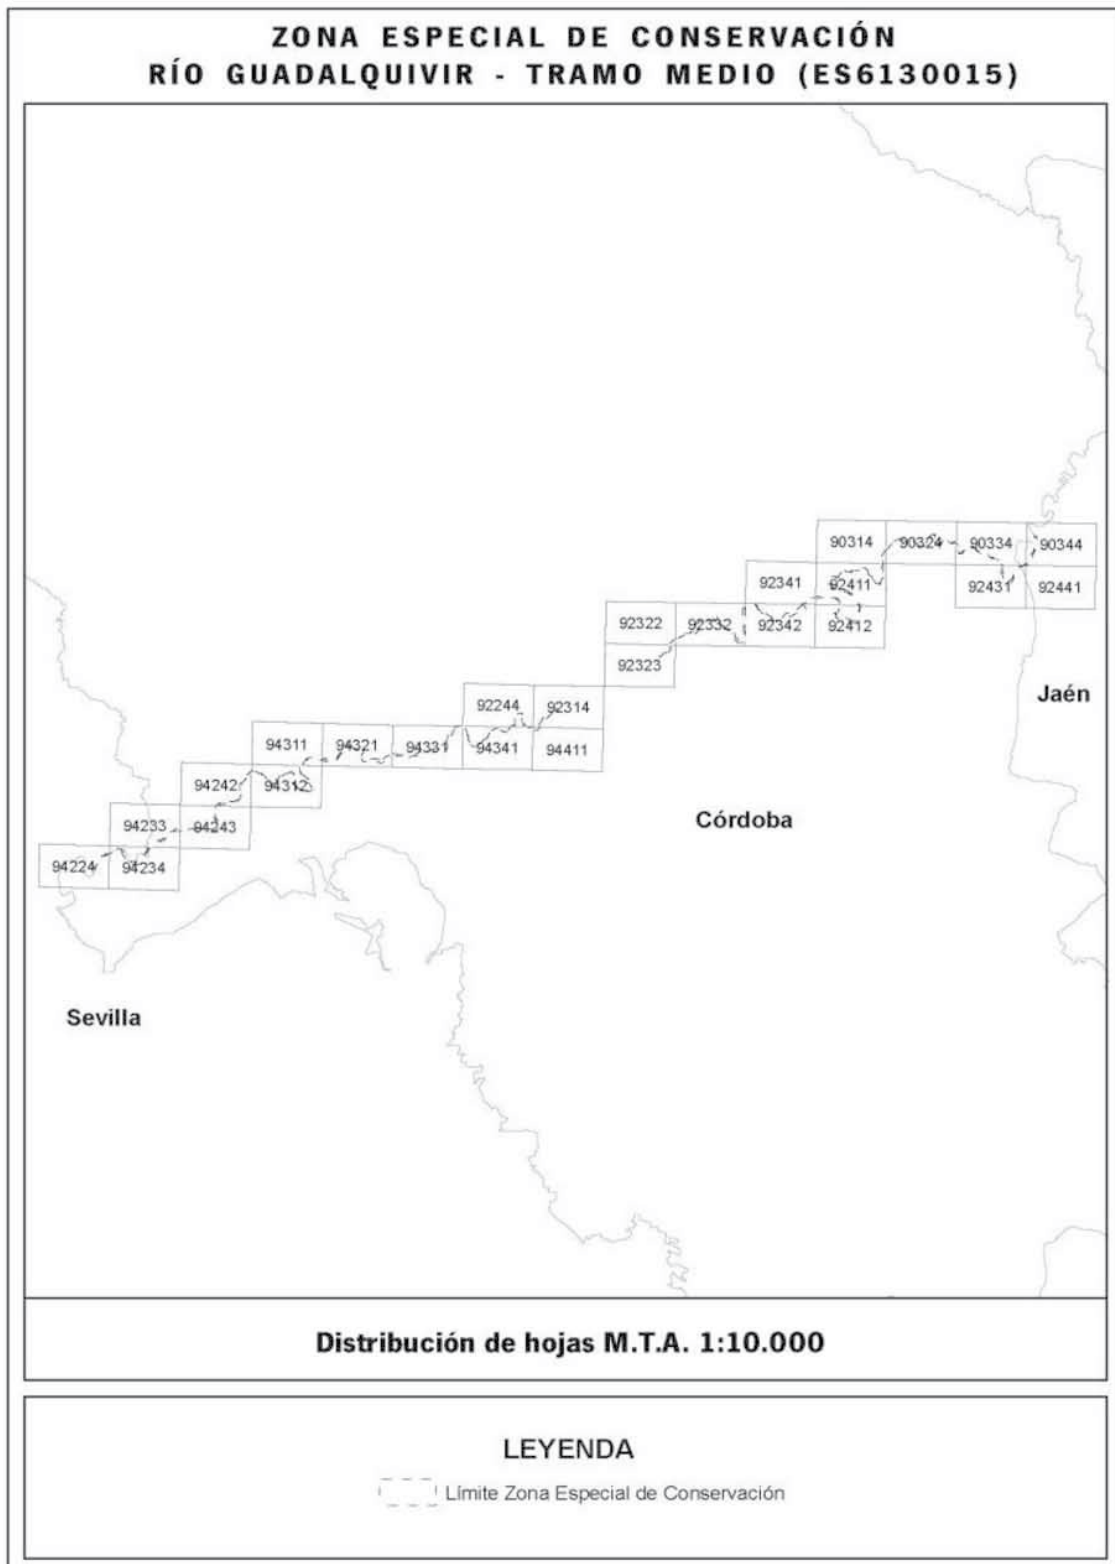 ZONA ESPECIAL DE CONSERVACIÓN
RÍO GUADALQUIVIR - TRAMO MEDIO (ES6130015)
90314 90324 90334 90344
92341 92411 92431 92441
92322 92332 92342 92412
92323
Jaén
92244 92314
94311 94321 94331 94341 94411
94242 94312
Córdoba
94233 94243
94224 94234
Sevilla
Distribución de hojas M.T.A. 1:10.000
LEYENDA
Límite Zona Especial de Conservación